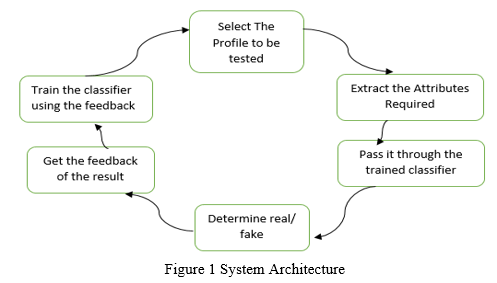 Select The
Profile to be
tested
Extract the Attributes
Required
Pass it through the
trained classifier
Determine real/
fake
Get the feedback
of the result
Train the classifier
using the feedback
Figure 1 System Architecture